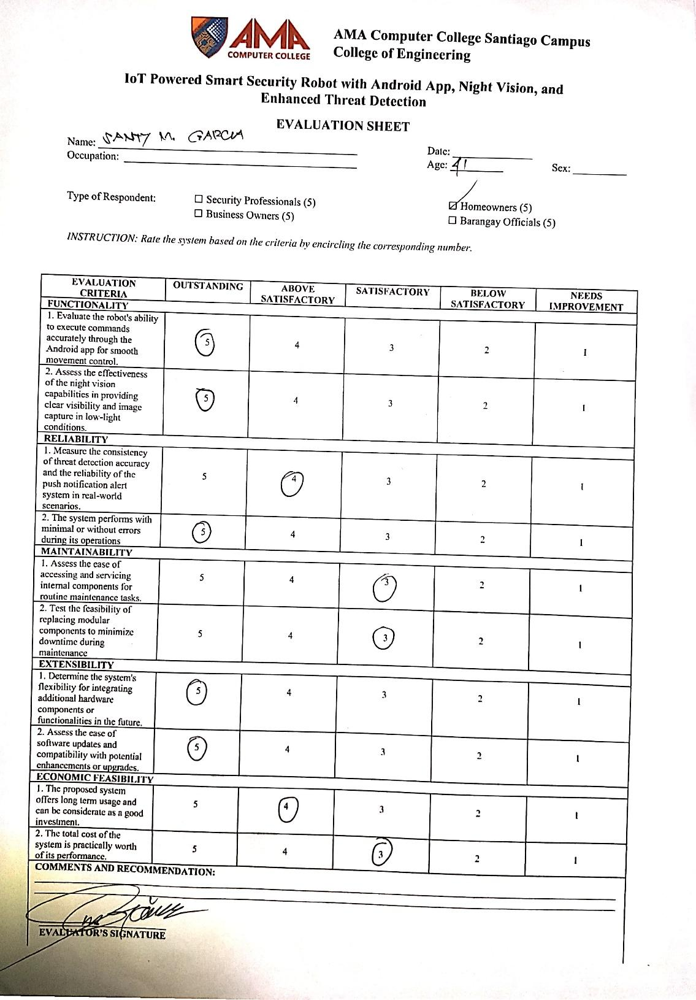 AMA
COMPUTER COLLEGE
AMA Computer College Santiago Campus
College of Engineering
IoT Powered Smart Security Robot with Android App, Night Vision, and
Enhanced Threat Detection
EVALUATION SHEET
Name: SANTY M. GARCIA
Occupation:
Date:
Age: 41
Sex:
Type of Respondent:
☐ Security Professionals (5)
☐ Business Owners (5)
☑ Homeowners (5)
☐ Barangay Officials (5)
INSTRUCTION: Rate the system based on the criteria by encircling the corresponding number.
EVALUATION CRITERIA OUTSTANDING ABOVE SATISFACTORY SATISFACTORY BELOW SATISFACTORY NEEDS IMPROVEMENT
FUNCTIONALITY
1. Evaluate the robot's ability
to execute commands
accurately through the
Android app for smooth
movement control.
5 4 3 2 1
2. Assess the effectiveness
of the night vision
capabilities in providing
clear visibility and image
capture in low-light
conditions.
5 4 3 2 1
RELIABILITY
1. Measure the consistency
of threat detection accuracy
and the reliability of the
push notification alert
system in real-world
scenarios.
5 4 3 2 1
2. The system performs with
minimal or without errors
during its operations
5 4 3 2 1
MAINTAINABILITY
1. Assess the ease of
accessing and servicing
internal components for
routine maintenance tasks.
5 4 3 2 1
2. Test the feasibility of
replacing modular
components to minimize
downtime during
maintenance
5 4 3 2 1
EXTENSIBILITY
1. Determine the system's
flexibility for integrating
additional hardware
components or
functionalities in the future.
5 4 3 2 1
2. Assess the ease of
software updates and
compatibility with potential
enhancements or upgrades.
5 4 3 2 1
ECONOMIC FEASIBILITY
1. The proposed system
offers long term usage and
can be considerate as a good
investment.
5 4 3 2 1
2. The total cost of the
system is practically worth
of its performance.
5 4 3 2 1
COMMENTS AND RECOMMENDATION:
EVALUATOR'S SIGNATURE